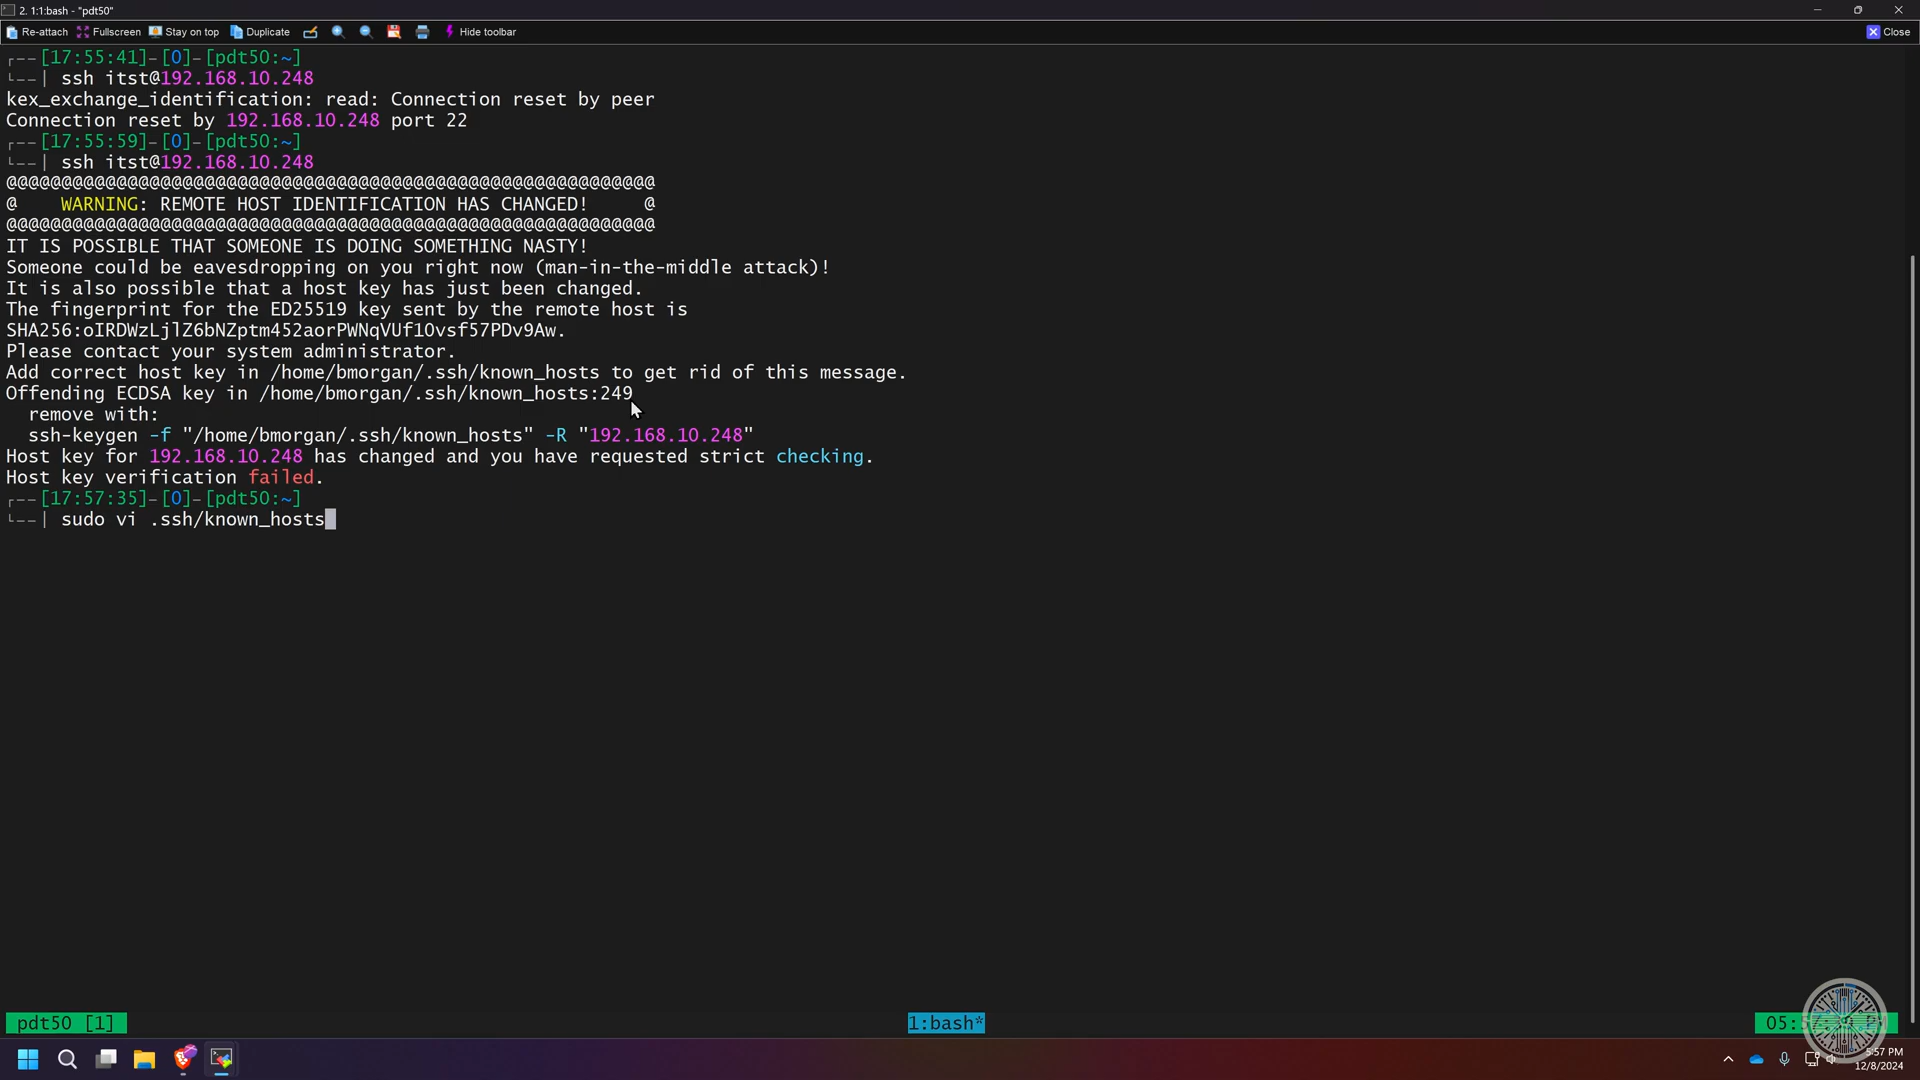 2. 1:1:bash - "pdt50"
Re-attach Fullscreen Stay on top Duplicate Hide toolbar Close
┌--[17:55:41]-[0]-[pdt50:~]
└--| ssh itst@192.168.10.248
kex_exchange_identification: read: Connection reset by peer
Connection reset by 192.168.10.248 port 22
┌--[17:55:59]-[0]-[pdt50:~]
└--| ssh itst@192.168.10.248
@@@@@@@@@@@@@@@@@@@@@@@@@@@@@@@@@@@@@@@@@@@@@@@@@@@@@@@@@@@
@    WARNING: REMOTE HOST IDENTIFICATION HAS CHANGED!     @
@@@@@@@@@@@@@@@@@@@@@@@@@@@@@@@@@@@@@@@@@@@@@@@@@@@@@@@@@@@
IT IS POSSIBLE THAT SOMEONE IS DOING SOMETHING NASTY!
Someone could be eavesdropping on you right now (man-in-the-middle attack)!
It is also possible that a host key has just been changed.
The fingerprint for the ED25519 key sent by the remote host is
SHA256:oIRDWzLjlZ6bNZptm452aorPWNqVUf1Ovsf57PDv9Aw.
Please contact your system administrator.
Add correct host key in /home/bmorgan/.ssh/known_hosts to get rid of this message.
Offending ECDSA key in /home/bmorgan/.ssh/known_hosts:249
  remove with:
  ssh-keygen -f "/home/bmorgan/.ssh/known_hosts" -R "192.168.10.248"
Host key for 192.168.10.248 has changed and you have requested strict checking.
Host key verification failed.
┌--[17:57:35]-[0]-[pdt50:~]
└--| sudo vi .ssh/known_hosts
pdt50 [1] 1:bash* 05:
5:57 PM
12/8/2024